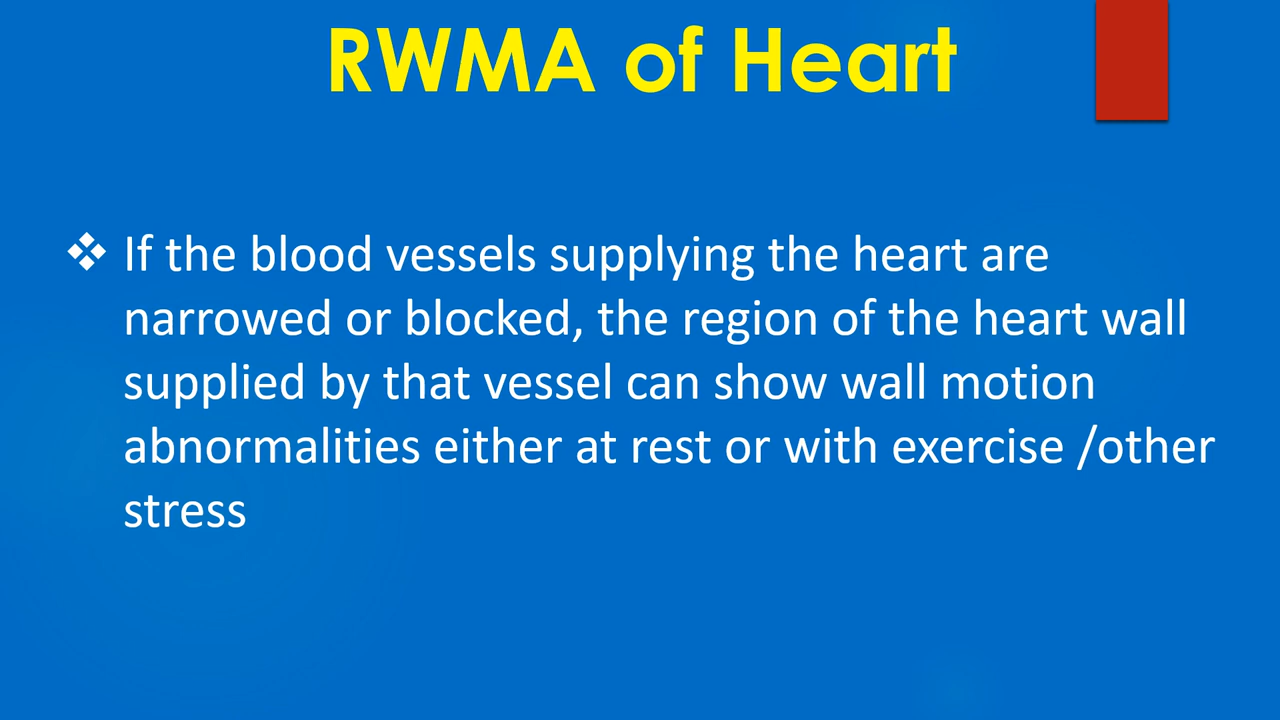 RWMA of Heart
❖ If the blood vessels supplying the heart are
narrowed or blocked, the region of the heart wall
supplied by that vessel can show wall motion
abnormalities either at rest or with exercise /other
stress